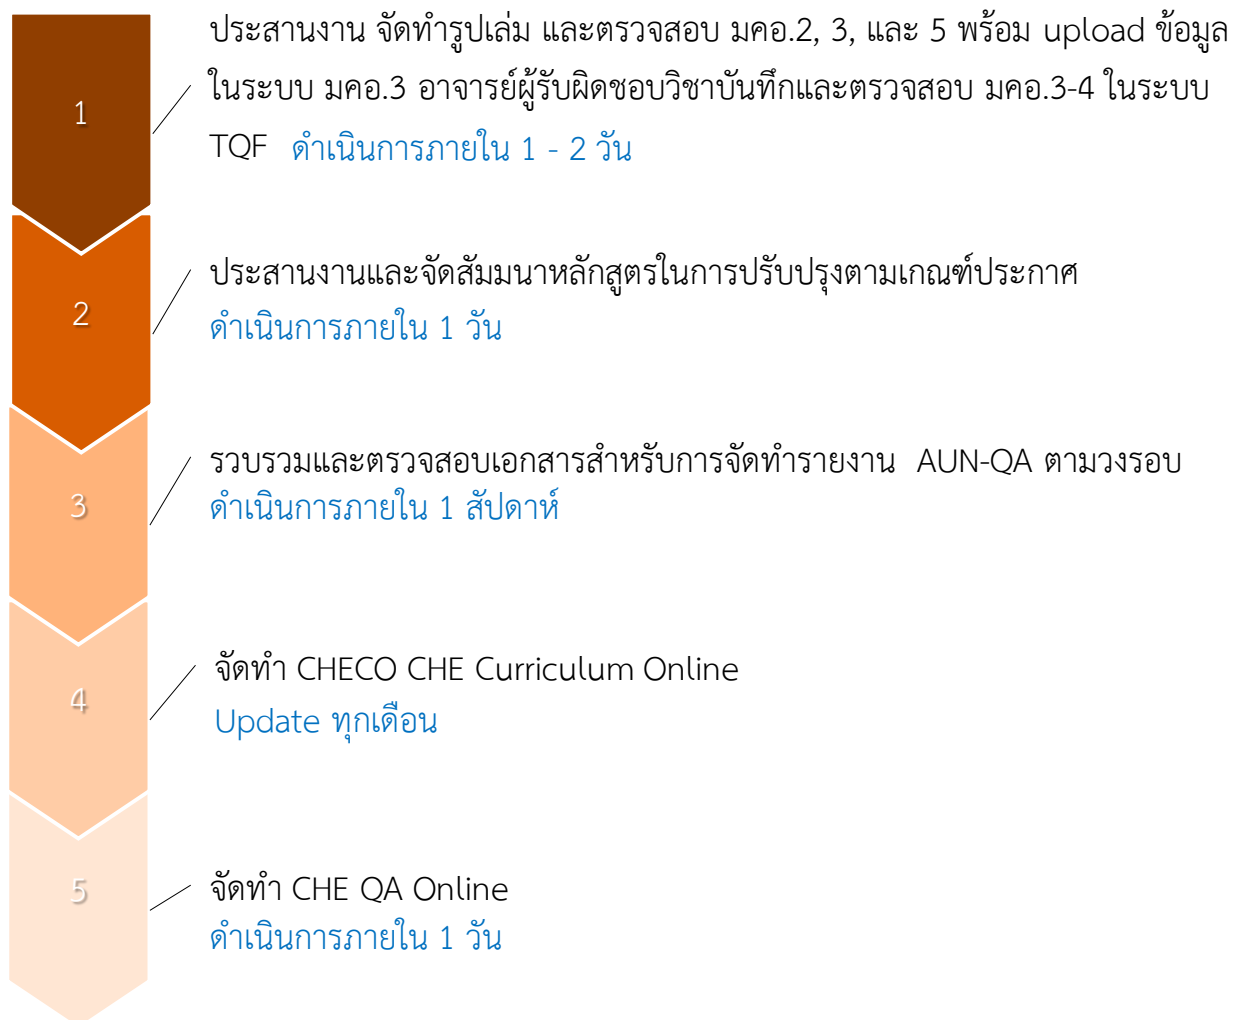 1
ประสานงาน จัดทำรูปเล่ม และตรวจสอบ มคอ.2, 3, และ 5 พร้อม upload ข้อมูล
ในระบบ มคอ.3 อาจารย์ผู้รับผิดชอบวิชาบันทึกและตรวจสอบ มคอ.3-4 ในระบบ
TQF ดำเนินการภายใน 1 - 2 วัน
2
ประสานงานและจัดสัมมนาหลักสูตรในการปรับปรุงตามเกณฑ์ประกาศ
ดำเนินการภายใน 1 วัน
3
รวบรวมและตรวจสอบเอกสารสำหรับการจัดทำรายงาน AUN-QA ตามวงรอบ
ดำเนินการภายใน 1 สัปดาห์
4
จัดทำ CHECO CHE Curriculum Online
Update ทุกเดือน
5
จัดทำ CHE QA Online
ดำเนินการภายใน 1 วัน